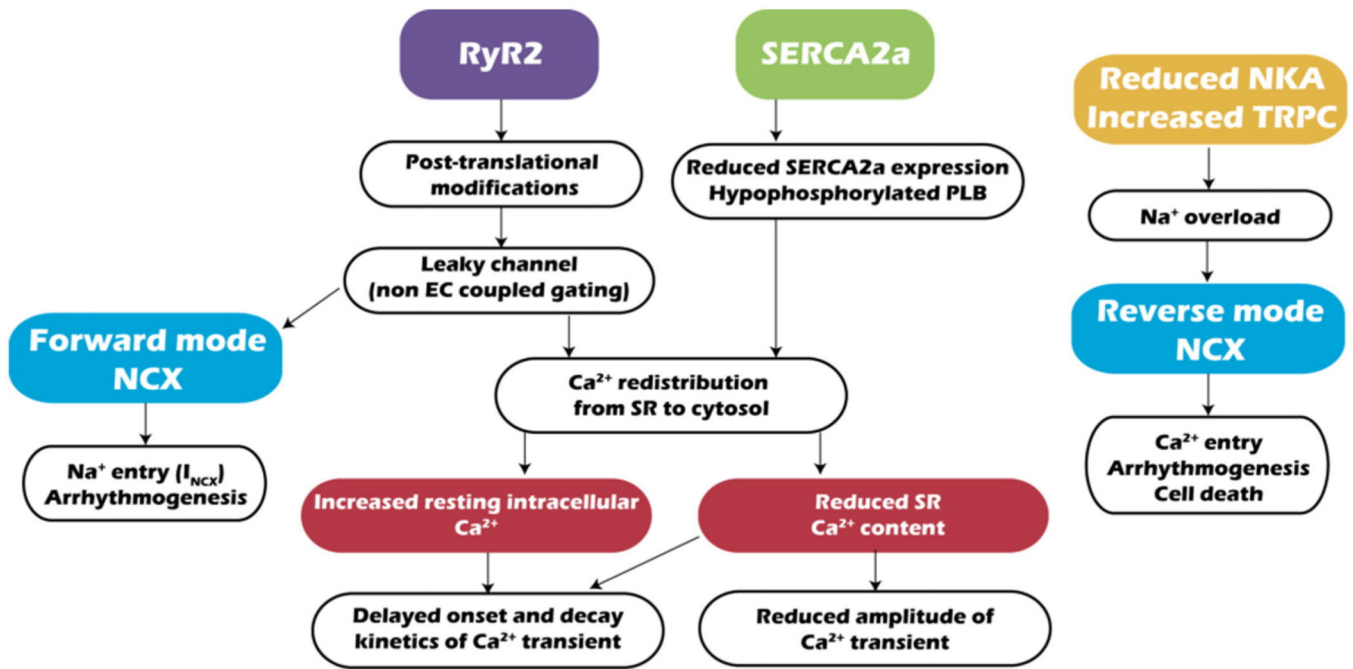 RyR2
SERCA2a
Reduced NKA
Increased TRPC
Post-translational
modifications
Reduced SERCA2a expression
Hypophosphorylated PLB
Na⁺ overload
Leaky channel
(non EC coupled gating)
Forward mode
NCX
Reverse mode
NCX
Ca²⁺ redistribution
from SR to cytosol
Na⁺ entry (I_NCX)
Arrhythmogenesis
Ca²⁺ entry
Arrhythmogenesis
Cell death
Increased resting intracellular
Ca²⁺
Reduced SR
Ca²⁺ content
Delayed onset and decay
kinetics of Ca²⁺ transient
Reduced amplitude of
Ca²⁺ transient